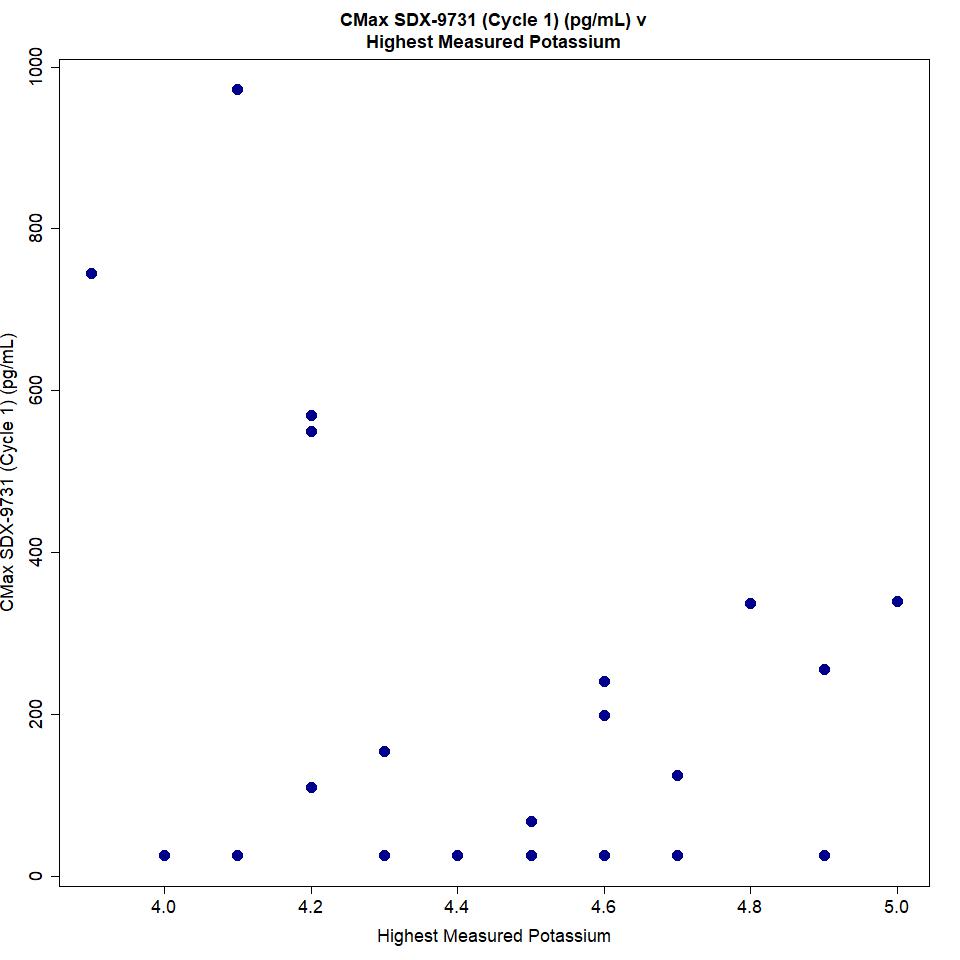 CMax SDX-9731 (Cycle 1) (pg/mL) v
Highest Measured Potassium
CMax SDX-9731 (Cycle 1) (pg/mL)
1000
800
600
400
200
0
4.0 4.2 4.4 4.6 4.8 5.0
Highest Measured Potassium